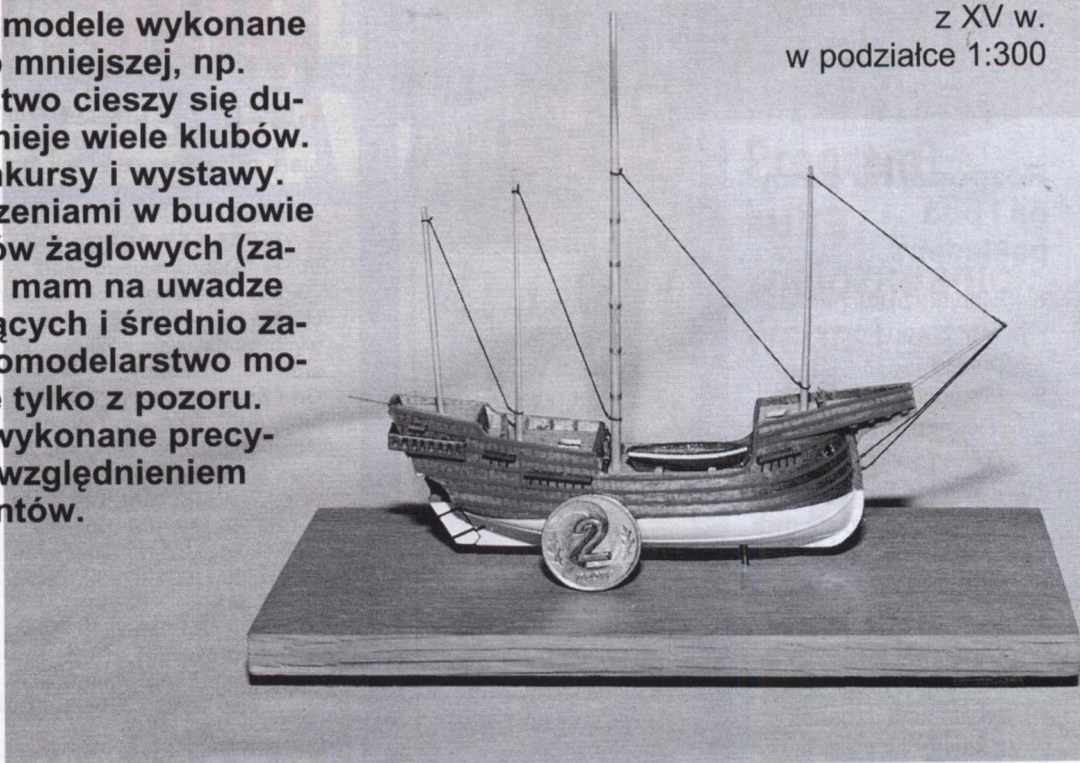 modele wykonane
mniejszej, np.
two cieszy się du-
nieje wiele klubów.
kursy i wystawy.
zeniami w budowie
ów żaglowych (za-
mam na uwadze
ących i średnio za-
omodelarstwo mo-
tylko z pozoru.
wykonane precy-
względnieniem
ntów.
z XV w.
w podziałce 1:300
2